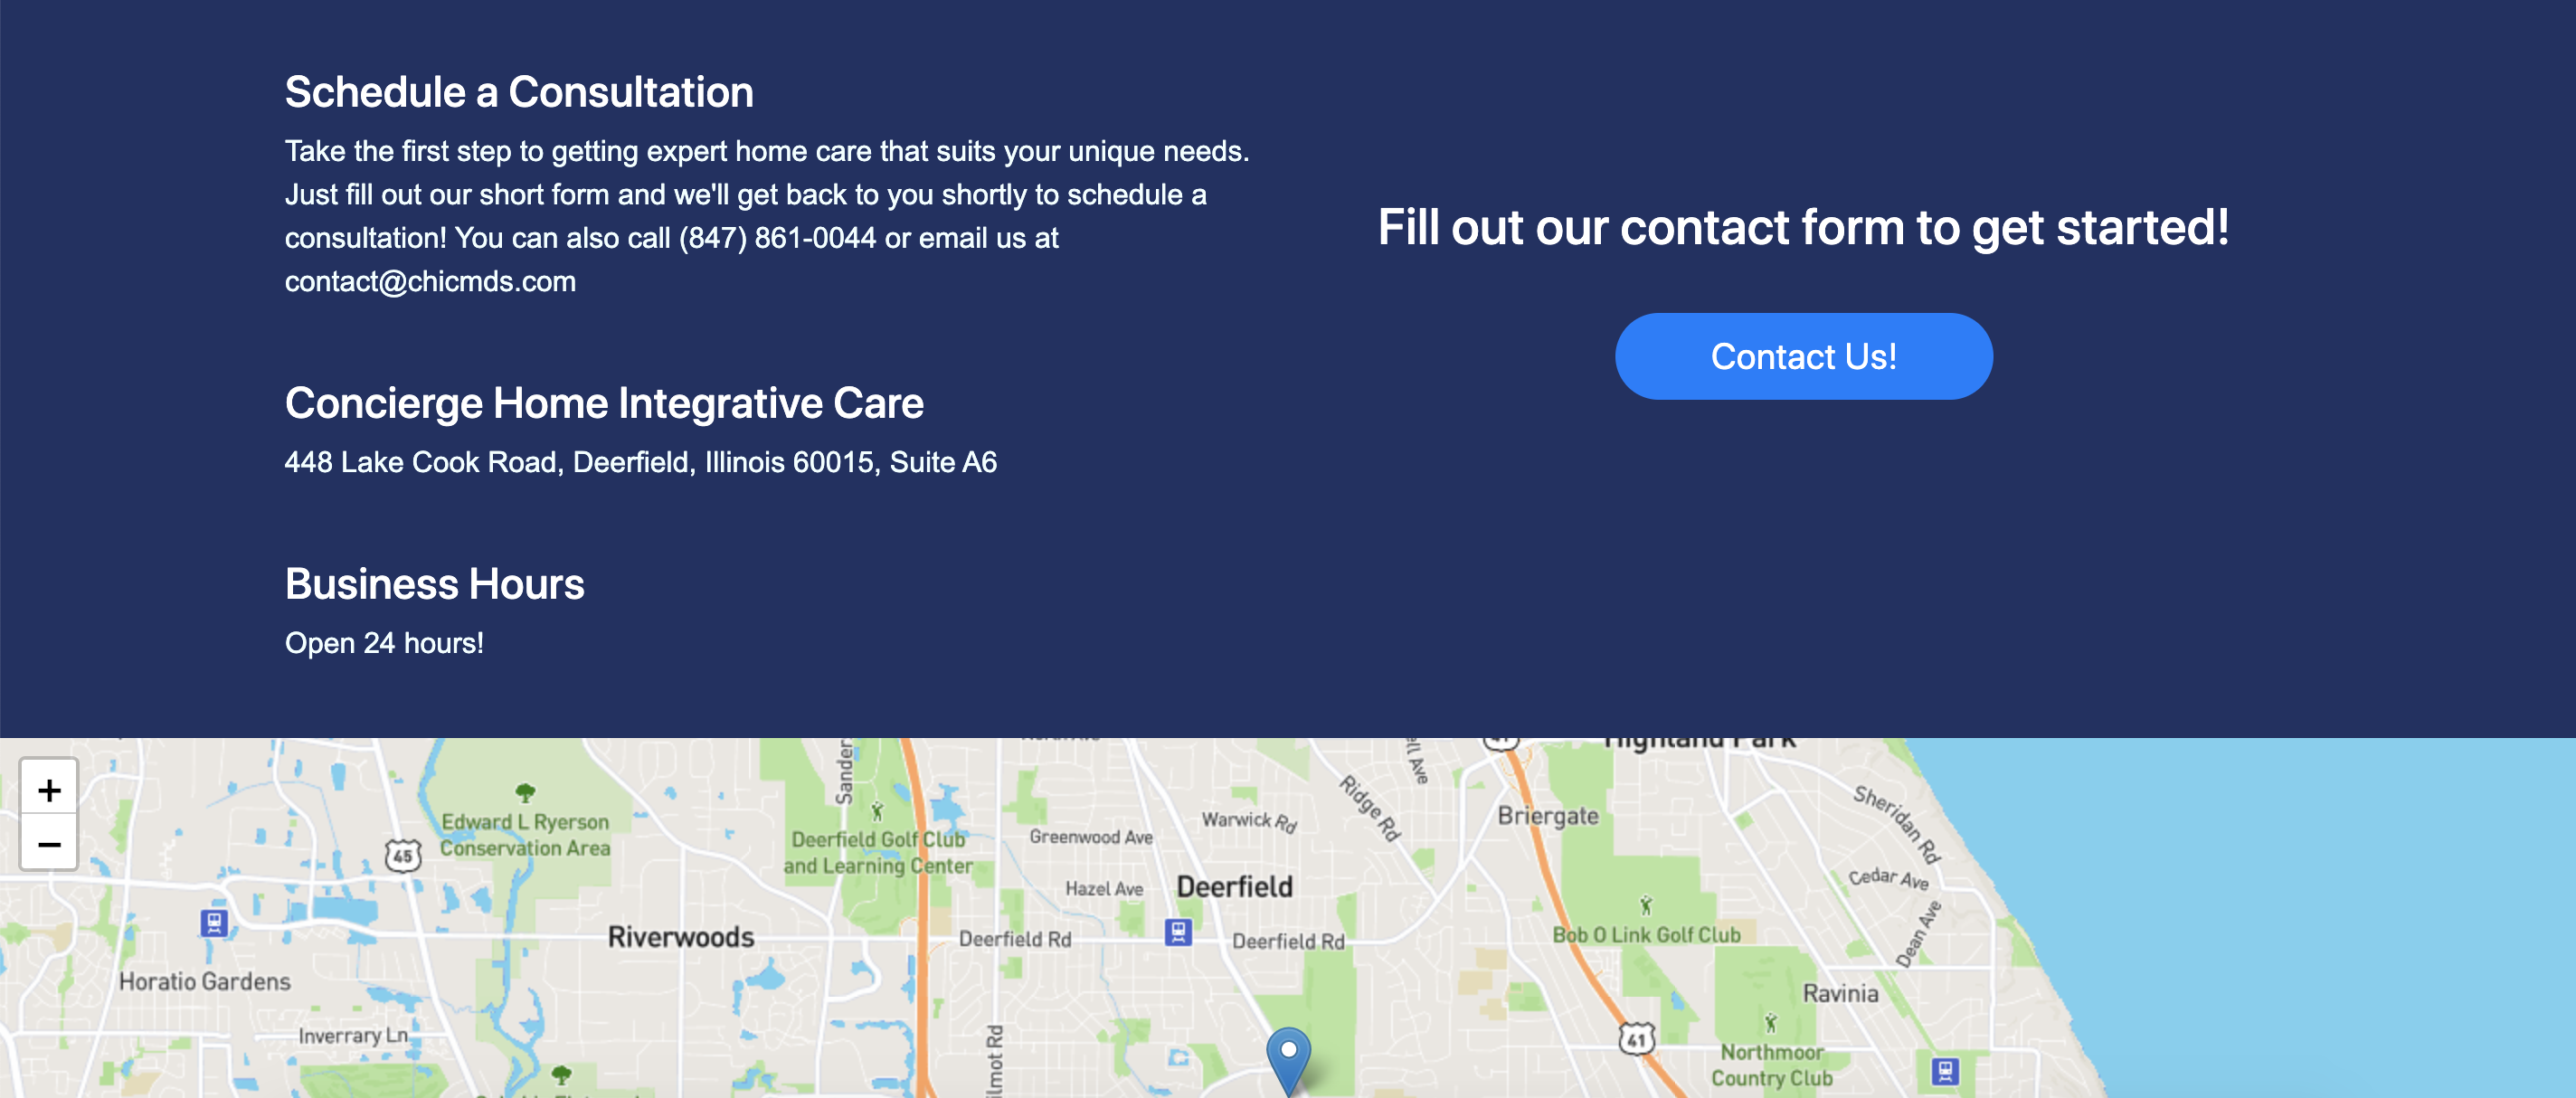 Schedule a Consultation
Take the first step to getting expert home care that suits your unique needs.
Just fill out our short form and we'll get back to you shortly to schedule a
consultation! You can also call (847) 861-0044 or email us at
contact@chicmds.com
Fill out our contact form to get started!
Contact Us!
Concierge Home Integrative Care
448 Lake Cook Road, Deerfield, Illinois 60015, Suite A6
Business Hours
Open 24 hours!
+
−
Highland Park
Sheridan Rd
Ridge Rd
Edward L Ryerson
Conservation Area
45
Deerfield Golf Club
and Learning Center
Greenwood Ave
Warwick Rd
Briergate
Hazel Ave
Deerfield
Cedar Ave
Dean Ave
Riverwoods
Deerfield Rd
Deerfield Rd
Bob O Link Golf Club
Horatio Gardens
Ravinia
Inverrary Ln
41
Northmoor
Country Club